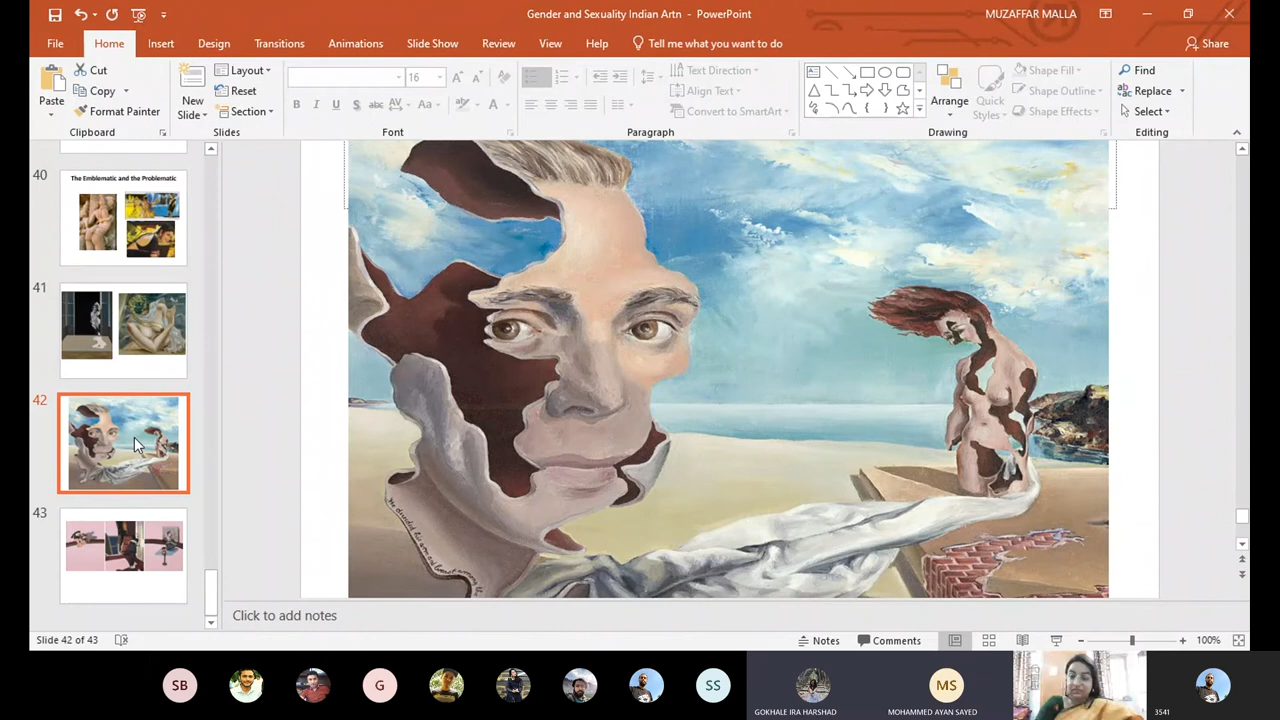 Gender and Sexuality Indian Artn - PowerPoint
MUZAFFAR MALLA
File Home Insert Design Transitions Animations Slide Show Review View Help Tell me what you want to do Share
Paste
Cut
Copy
Format Painter
Clipboard
New Slide
Layout
Reset
Section
Slides
16
Font
Text Direction
Align Text
Convert to SmartArt
Paragraph
Arrange
Quick Styles
Shape Fill
Shape Outline
Shape Effects
Drawing
Find
Replace
Select
Editing
40
The Emblematic and the Problematic
41
42
43
Click to add notes
Slide 42 of 43
Notes
Comments
100%
SB
G
SS
GOKHALE IRA HARSHAD
MS
MOHAMMED AYAN SAYED
3541